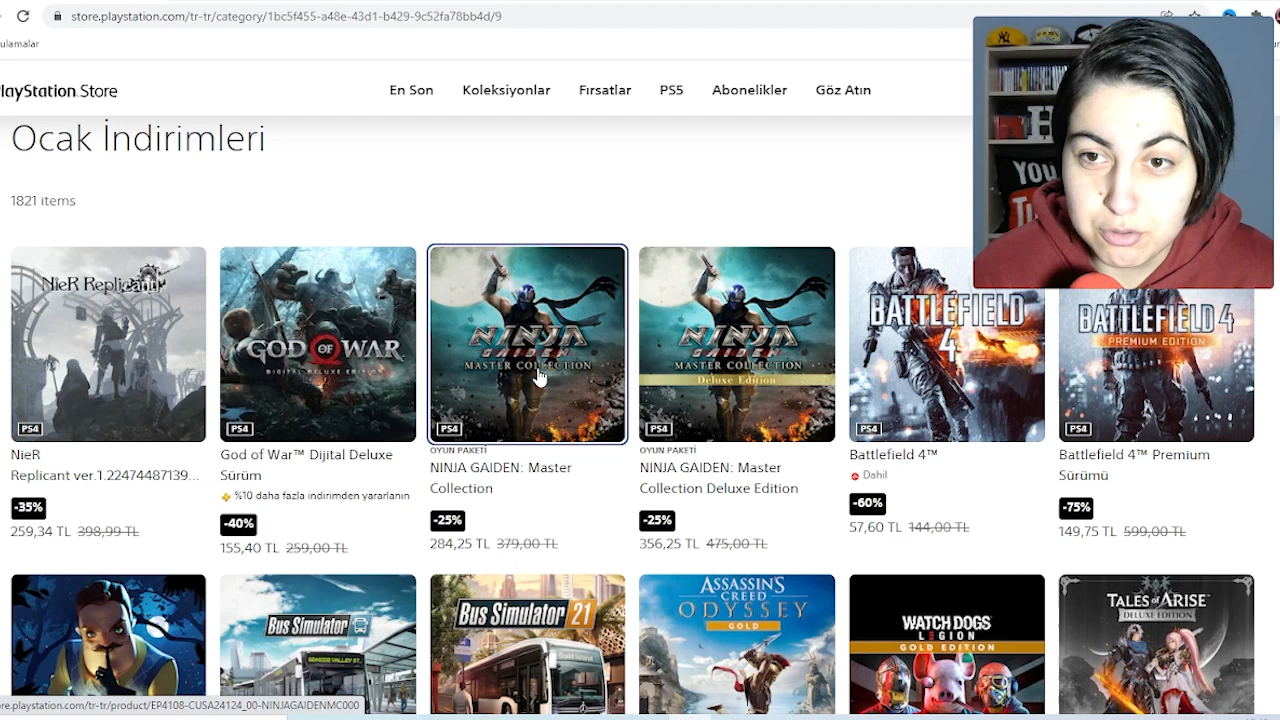 store.playstation.com/tr-tr/category/1bc5f455-a48e-43d1-b429-9c52fa78bb4d/9
ulamalar
layStation.Store
En Son
Koleksiyonlar
Fırsatlar
PS5
Abonelikler
Göz Atın
YOU
Ocak İndirimleri
1821 items
NieR Replicant
PS4
GOD OF WAR
DIGITAL DELUXE EDITION
PS4
NINJA
GAIDEN
MASTER COLLECTION
PS4
NINJA
GAIDEN
MASTER COLLECTION
Deluxe Edition
PS4
BATTLEFIELD
4
PS4
BATTLEFIELD 4
PREMIUM EDITION
PS4
NieR
Replicant ver.1.22474487139...
-35%
259,34 TL 398,99 TL
God of War™ Dijital Deluxe
Sürüm
%10 daha fazla indirimden yararlanın
-40%
155,40 TL 259,00 TL
OYUN PAKETİ
NINJA GAIDEN: Master
Collection
-25%
284,25 TL 379,00 TL
OYUN PAKETİ
NINJA GAIDEN: Master
Collection Deluxe Edition
-25%
356,25 TL 475,00 TL
Battlefield 4™
Dahil
-60%
57,60 TL 144,00 TL
Battlefield 4™ Premium
Sürümü
-75%
149,75 TL 599,00 TL
Bus Simulator
Bus Simulator 21
ASSASSIN'S
CREED
ODYSSEY
GOLD
WATCH DOGS
LEGION
GOLD EDITION
TALES of ARISE
DELUXE EDITION
ore.playstation.com/tr-tr/product/EP4108-CUSA24124_00-NINJAGAIDENMC000